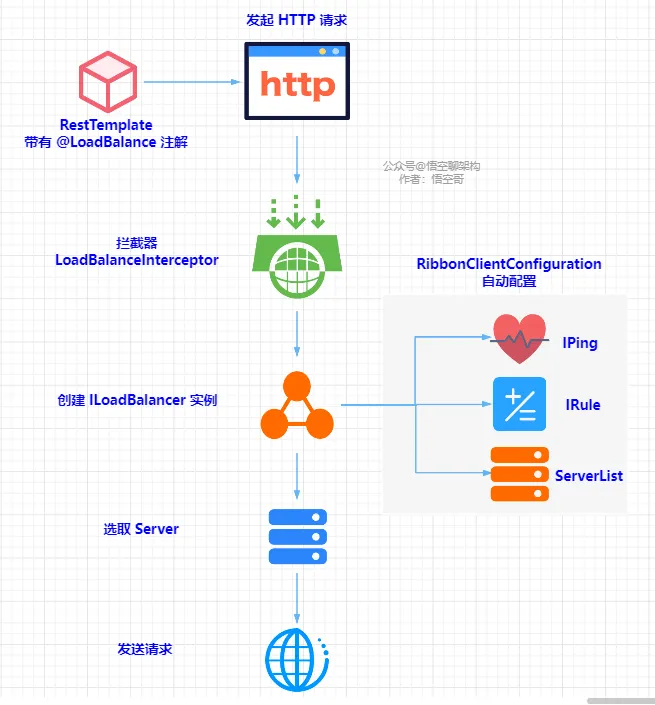 发起 HTTP 请求
http
RestTemplate
带有 @LoadBalance 注解
公众号@悟空聊架构
作者：悟空哥
拦截器
LoadBalanceInterceptor
RibbonClientConfiguration
自动配置
IPing
创建 ILoadBalancer 实例
IRule
ServerList
选取 Server
发送请求